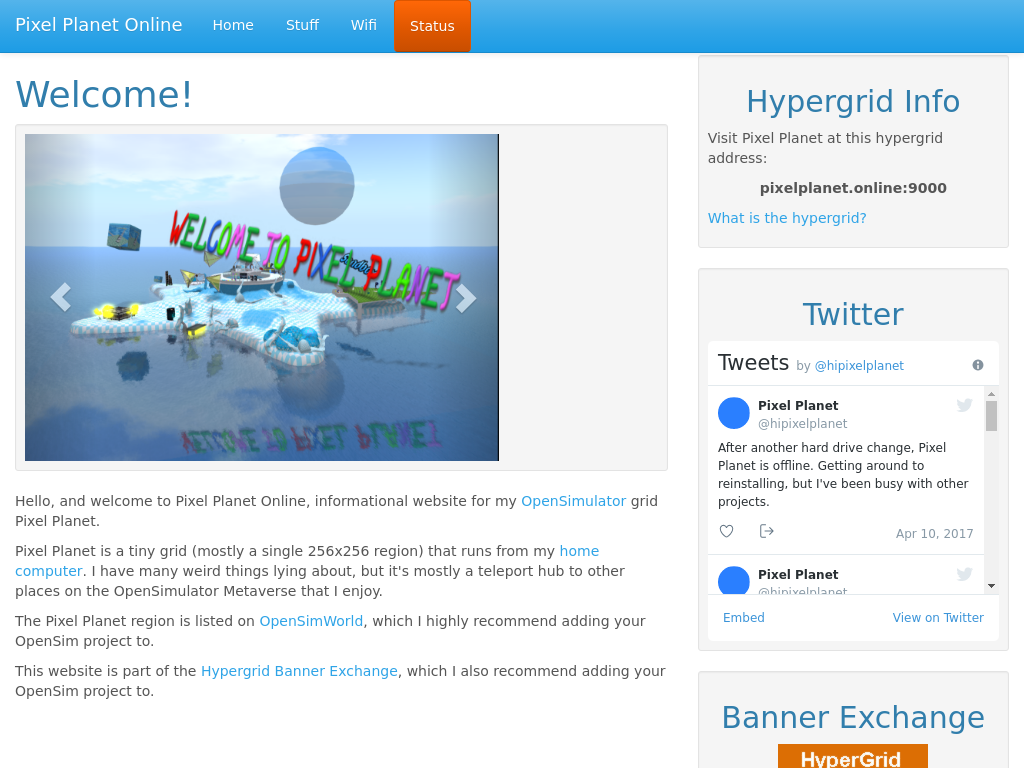 Pixel Planet Online Home Stuff Wifi Status
Welcome!
WELCOME TO PIXEL PLANET
Hello, and welcome to Pixel Planet Online, informational website for my OpenSimulator grid
Pixel Planet.
Pixel Planet is a tiny grid (mostly a single 256x256 region) that runs from my home
computer. I have many weird things lying about, but it's mostly a teleport hub to other
places on the OpenSimulator Metaverse that I enjoy.
The Pixel Planet region is listed on OpenSimWorld, which I highly recommend adding your
OpenSim project to.
This website is part of the Hypergrid Banner Exchange, which I also recommend adding your
OpenSim project to.
Hypergrid Info
Visit Pixel Planet at this hypergrid
address:
pixelplanet.online:9000
What is the hypergrid?
Twitter
Tweets by @hipixelplanet
Pixel Planet
@hipixelplanet
After another hard drive change, Pixel
Planet is offline. Getting around to
reinstalling, but I've been busy with other
projects.
Apr 10, 2017
Pixel Planet
@hipixelplanet
Embed View on Twitter
Banner Exchange
HyperGrid